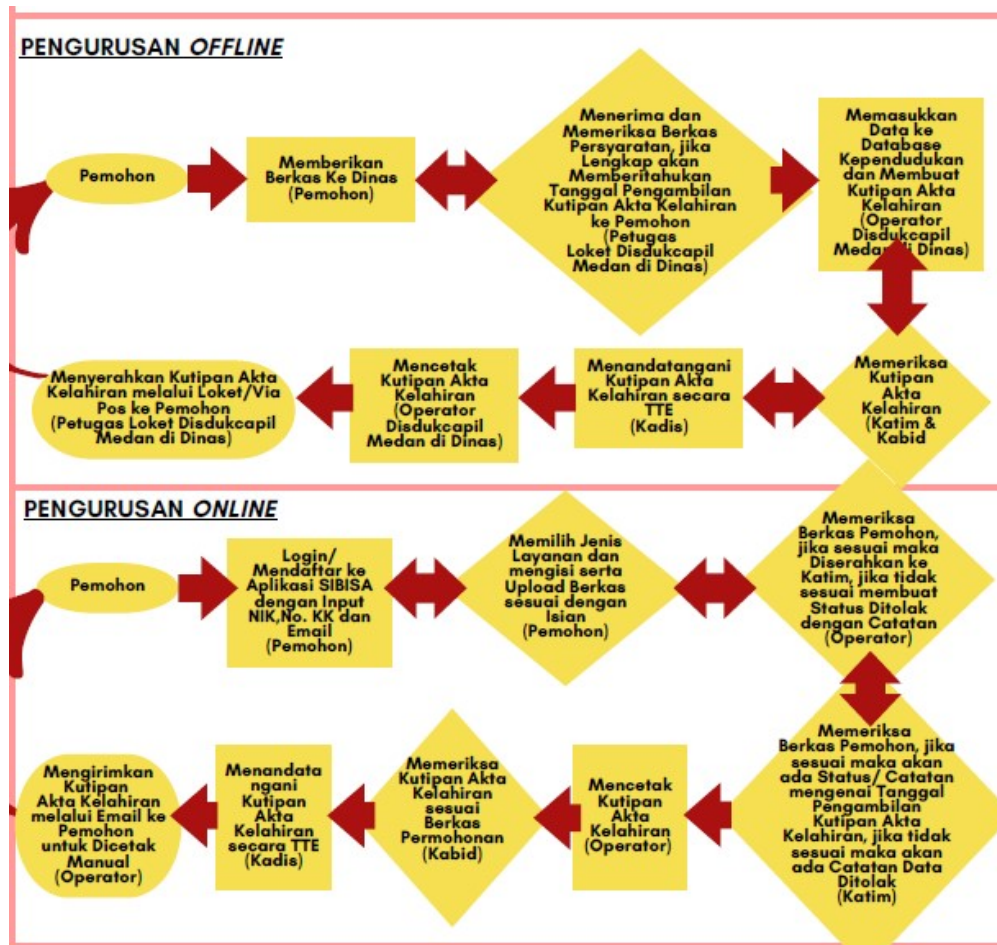 PENGURUSAN OFFLINE
Pemohon
Memberikan
Berkas Ke Dinas
(Pemohon)
Menerima dan
Memeriksa Berkas
Persyaratan, jika
Lengkap akan
Memberitahukan
Tanggal Pengambilan
Kutipan Akta Kelahiran
ke Pemohon
(Petugas
Loket Disdukcapil
Medan di Dinas)
Memasukkan
Data ke
Database
Kependudukan
dan Membuat
Kutipan Akta
Kelahiran
(Operator
Disdukcapil
Medan di Dinas)
Memeriksa
Kutipan
Akta
Kelahiran
(Katim &
Kabid
Menandatangani
Kutipan Akta
Kelahiran secara
TTE
(Kadis)
Mencetak
Kutipan Akta
Kelahiran
(Operator
Disdukcapil
Medan di Dinas)
Menyerahkan Kutipan Akta
Kelahiran melalui Loket/Via
Pos ke Pemohon
(Petugas Loket Disdukcapil
Medan di Dinas)
PENGURUSAN ONLINE
Pemohon
Login/
Mendaftar ke
Aplikasi SIBISA
dengan Input
NIK,No. KK dan
Email
(Pemohon)
Memilih Jenis
Layanan dan
mengisi serta
Upload Berkas
sesuai dengan
Isian
(Pemohon)
Memeriksa
Berkas Pemohon,
jika sesuai maka
Diserahkan ke
Katim, jika tidak
sesuai membuat
Status Ditolak
dengan Catatan
(Operator)
Memeriksa
Berkas Pemohon, jika
sesuai maka akan
ada Status/ Catatan
mengenai Tanggal
Pengambilan
Kutipan Akta
Kelahiran, jika tidak
sesuai maka akan
ada Catatan Data
Ditolak
(Katim)
Mencetak
Kutipan
Akta
Kelahiran
(Operator)
Memeriksa
Kutipan Akta
Kelahiran
sesuai
Berkas
Permohonan
(Kabid)
Menandata
ngani
Kutipan
Akta
Kelahiran
secara TTE
(Kadis)
Mengirimkan
Kutipan
Akta Kelahiran
melalui Email ke
Pemohon
untuk Dicetak
Manual
(Operator)